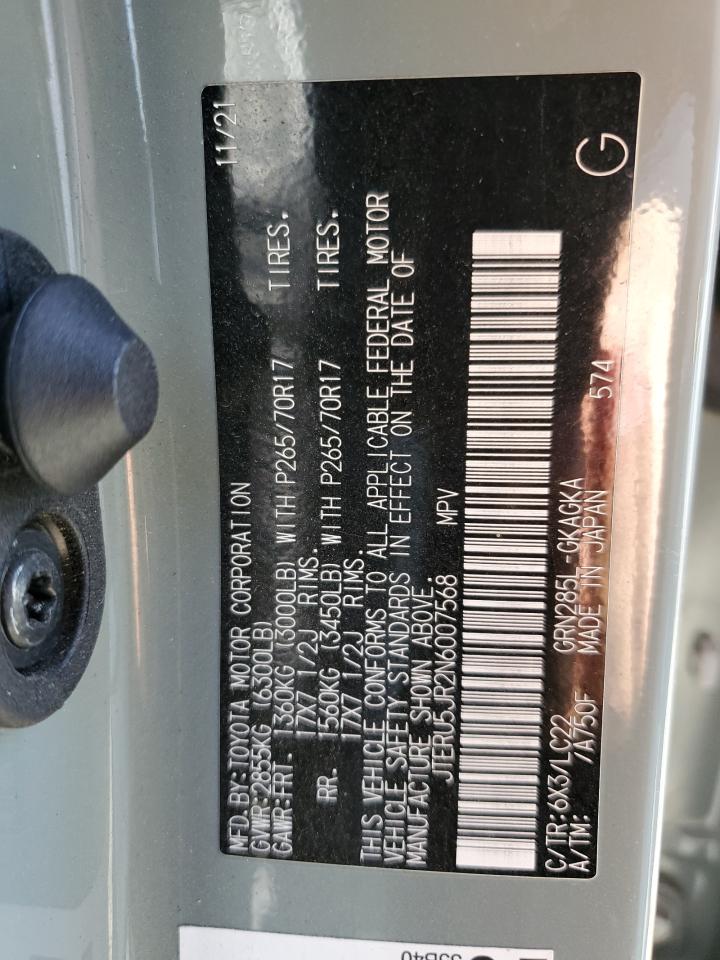 MFD. BY: TOYOTA MOTOR CORPORATION 11/21
GVWR: 2855KG (6300LB)
GAWR: FRT. 1360KG (3000LB) WITH P265/70R17 TIRES.
17X7 1/2J RIMS.
RR. 1560KG (3450LB) WITH P265/70R17 TIRES.
17X7 1/2J RIMS.
THIS VEHICLE CONFORMS TO ALL APPLICABLE FEDERAL MOTOR
VEHICLE SAFETY STANDARDS IN EFFECT ON THE DATE OF
MANUFACTURE SHOWN ABOVE.
JTERU5JR2N6007568 MPV
C/TR: 6X3/LC22 GRN285L-GKAGKA
A/TM: /A750F MADE IN JAPAN 574 G